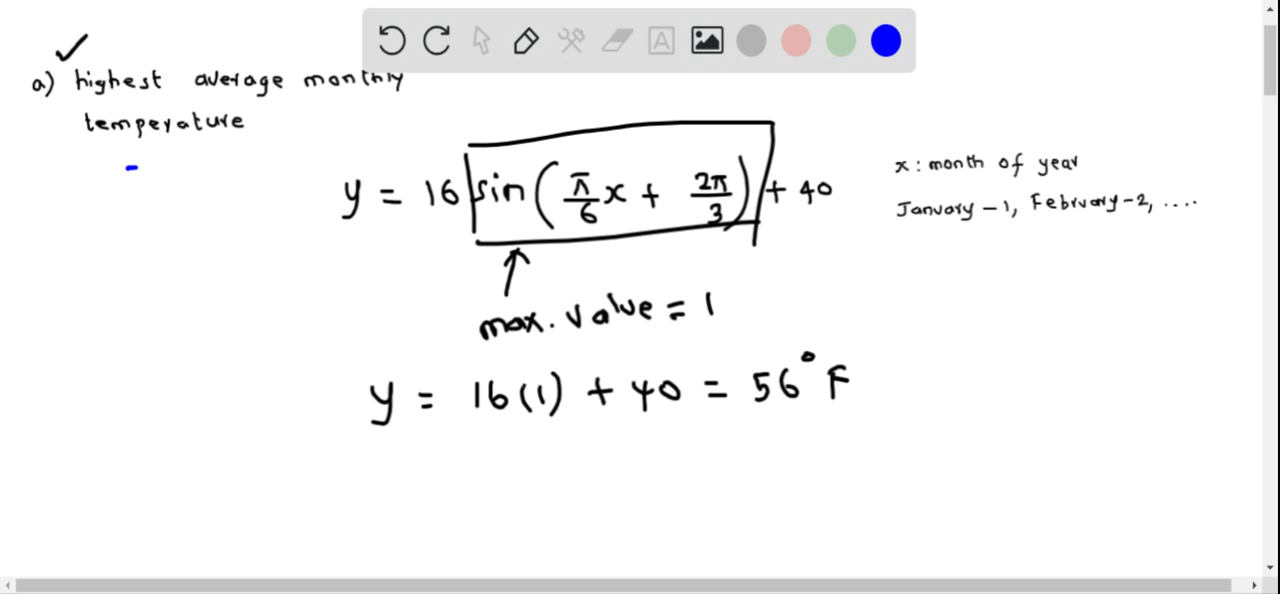 a) highest average monthly
temperature
y = 16 sin(π/6 x + 2π/3) + 40
x : month of year
January - 1, February - 2, ....
max. value = 1
y = 16(1) + 40 = 56° F